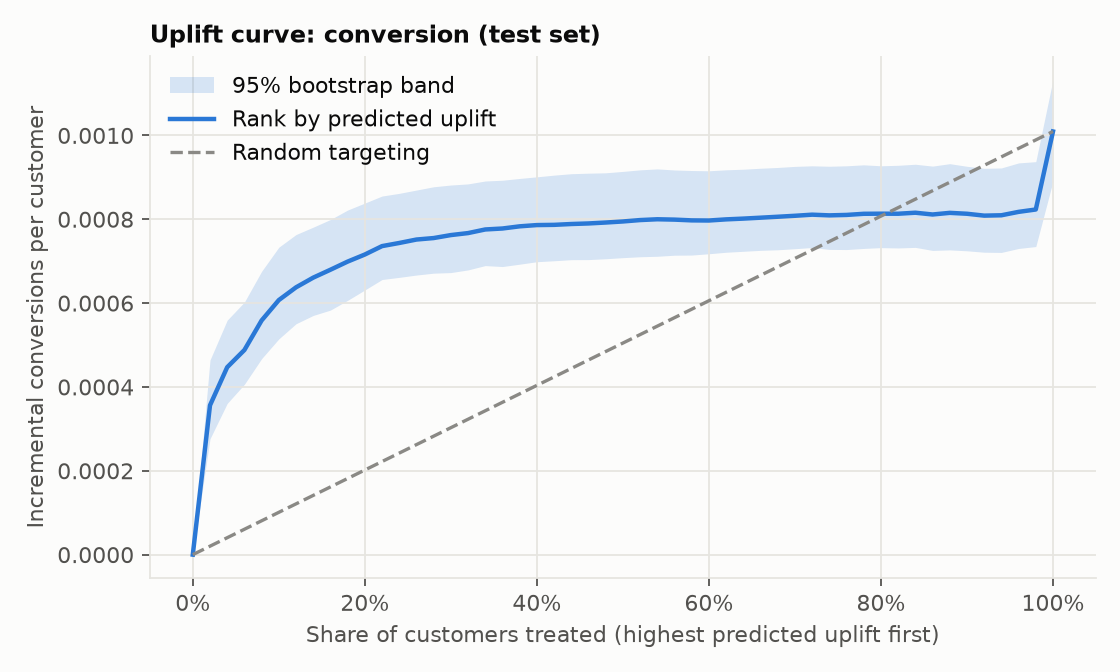 Uplift curve: conversion (test set)
95% bootstrap band
Rank by predicted uplift
Random targeting
Incremental conversions per customer
0.0010
0.0008
0.0006
0.0004
0.0002
0.0000
0%
20%
40%
60%
80%
100%
Share of customers treated (highest predicted uplift first)